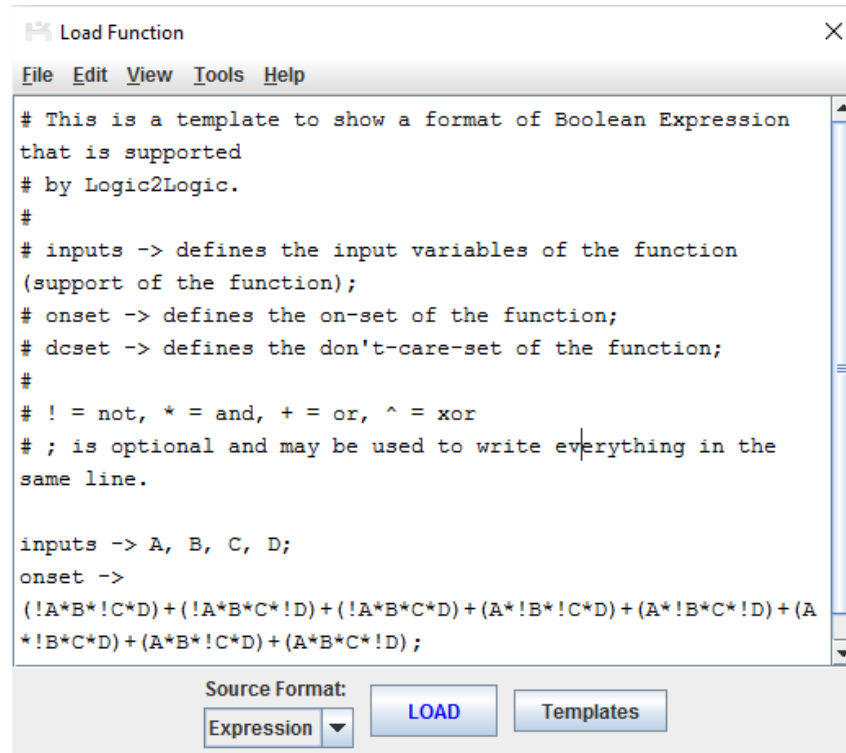 Load Function
File Edit View Tools Help
# This is a template to show a format of Boolean Expression
that is supported
# by Logic2Logic.
#
# inputs -> defines the input variables of the function
(support of the function);
# onset -> defines the on-set of the function;
# dcset -> defines the don't-care-set of the function;
#
# ! = not, * = and, + = or, ^ = xor
# ; is optional and may be used to write everything in the
same line.
inputs -> A, B, C, D;
onset ->
(!A*B*!C*D)+(!A*B*C*!D)+(!A*B*C*D)+(A*!B*!C*D)+(A*!B*C*!D)+(A
*!B*C*D)+(A*B*!C*D)+(A*B*C*!D);
Source Format:
Expression
LOAD
Templates